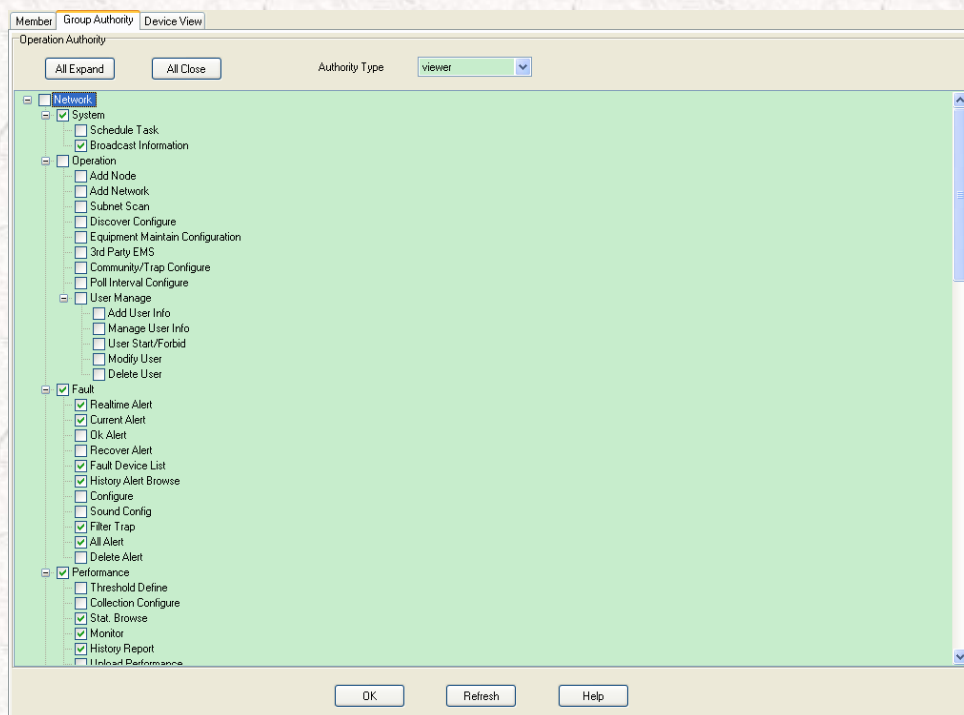 Member Group Authority Device View
Operation Authority
All Expand All Close Authority Type viewer
Network
System
Schedule Task
Broadcast Information
Operation
Add Node
Add Network
Subnet Scan
Discover Configure
Equipment Maintain Configuration
3rd Party EMS
Community/Trap Configure
Poll Interval Configure
User Manage
Add User Info
Manage User Info
User Start/Forbid
Modify User
Delete User
Fault
Realtime Alert
Current Alert
Ok Alert
Recover Alert
Fault Device List
History Alert Browse
Configure
Sound Config
Filter Trap
All Alert
Delete Alert
Performance
Threshold Define
Collection Configure
Stat. Browse
Monitor
History Report
Upload Performance
OK Refresh Help